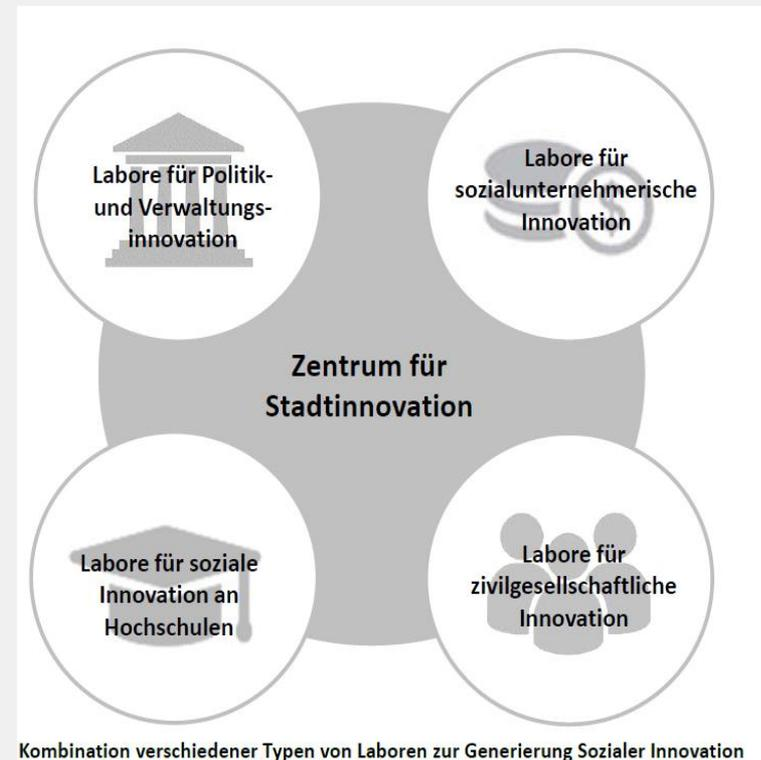 Labore für Politik-
und Verwaltungs-
innovation
Labore für
sozialunternehmerische
Innovation
Zentrum für
Stadtinnovation
Labore für soziale
Innovation an
Hochschulen
Labore für
zivilgesellschaftliche
Innovation
Kombination verschiedener Typen von Laboren zur Generierung Sozialer Innovation